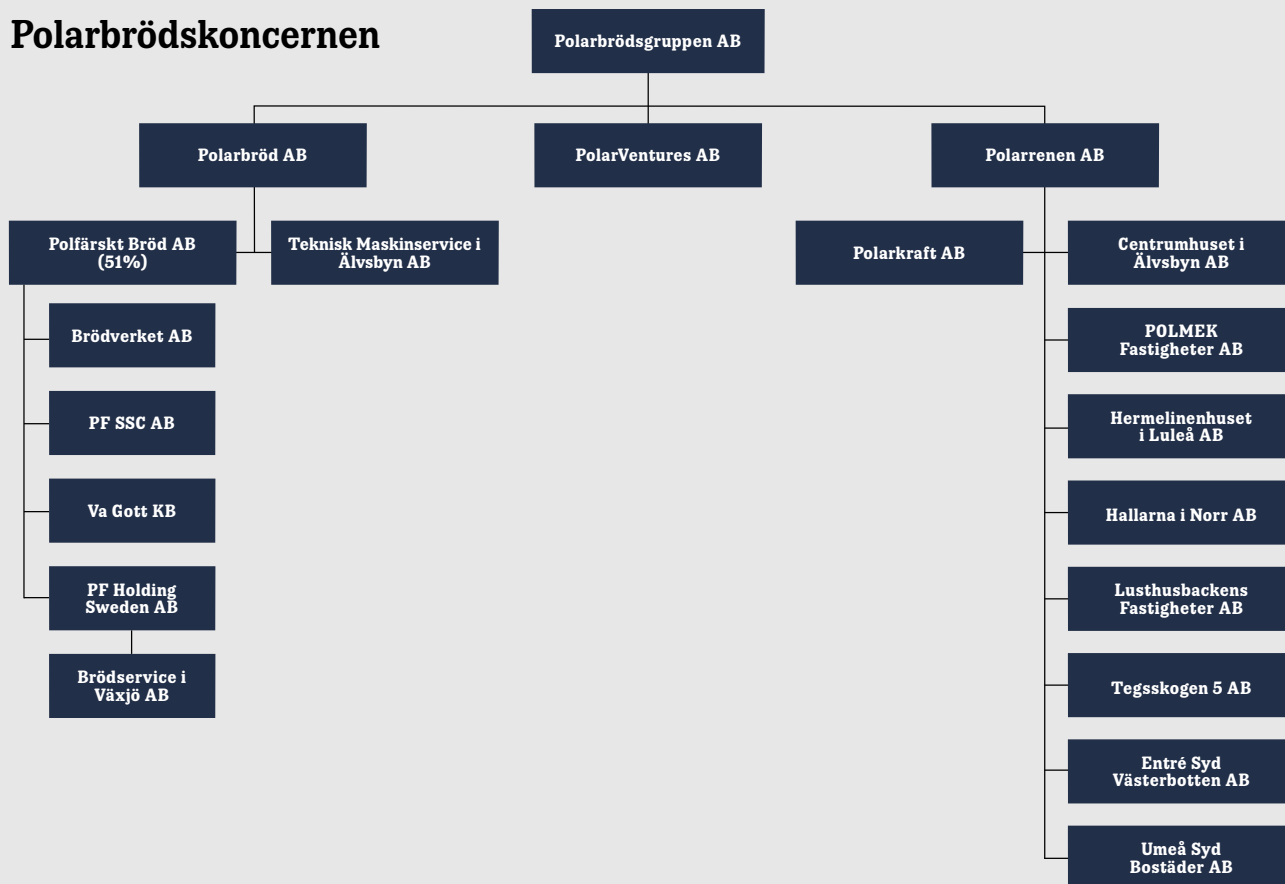 Polarbrödskoncernen
Polarbrödsgruppen AB
Polarbröd AB
PolarVentures AB
Polarrenen AB
Polfärskt Bröd AB
(51%)
Teknisk Maskinservice i
Älvsbyn AB
Polarkraft AB
Centrumhuset i
Älvsbyn AB
Brödverket AB
POLMEK
Fastigheter AB
PF SSC AB
Hermelinenhuset
i Luleå AB
Va Gott KB
Hallarna i Norr AB
PF Holding
Sweden AB
Lusthusbackens
Fastigheter AB
Brödservice i
Växjö AB
Tegsskogen 5 AB
Entré Syd
Västerbotten AB
Umeå Syd
Bostäder AB